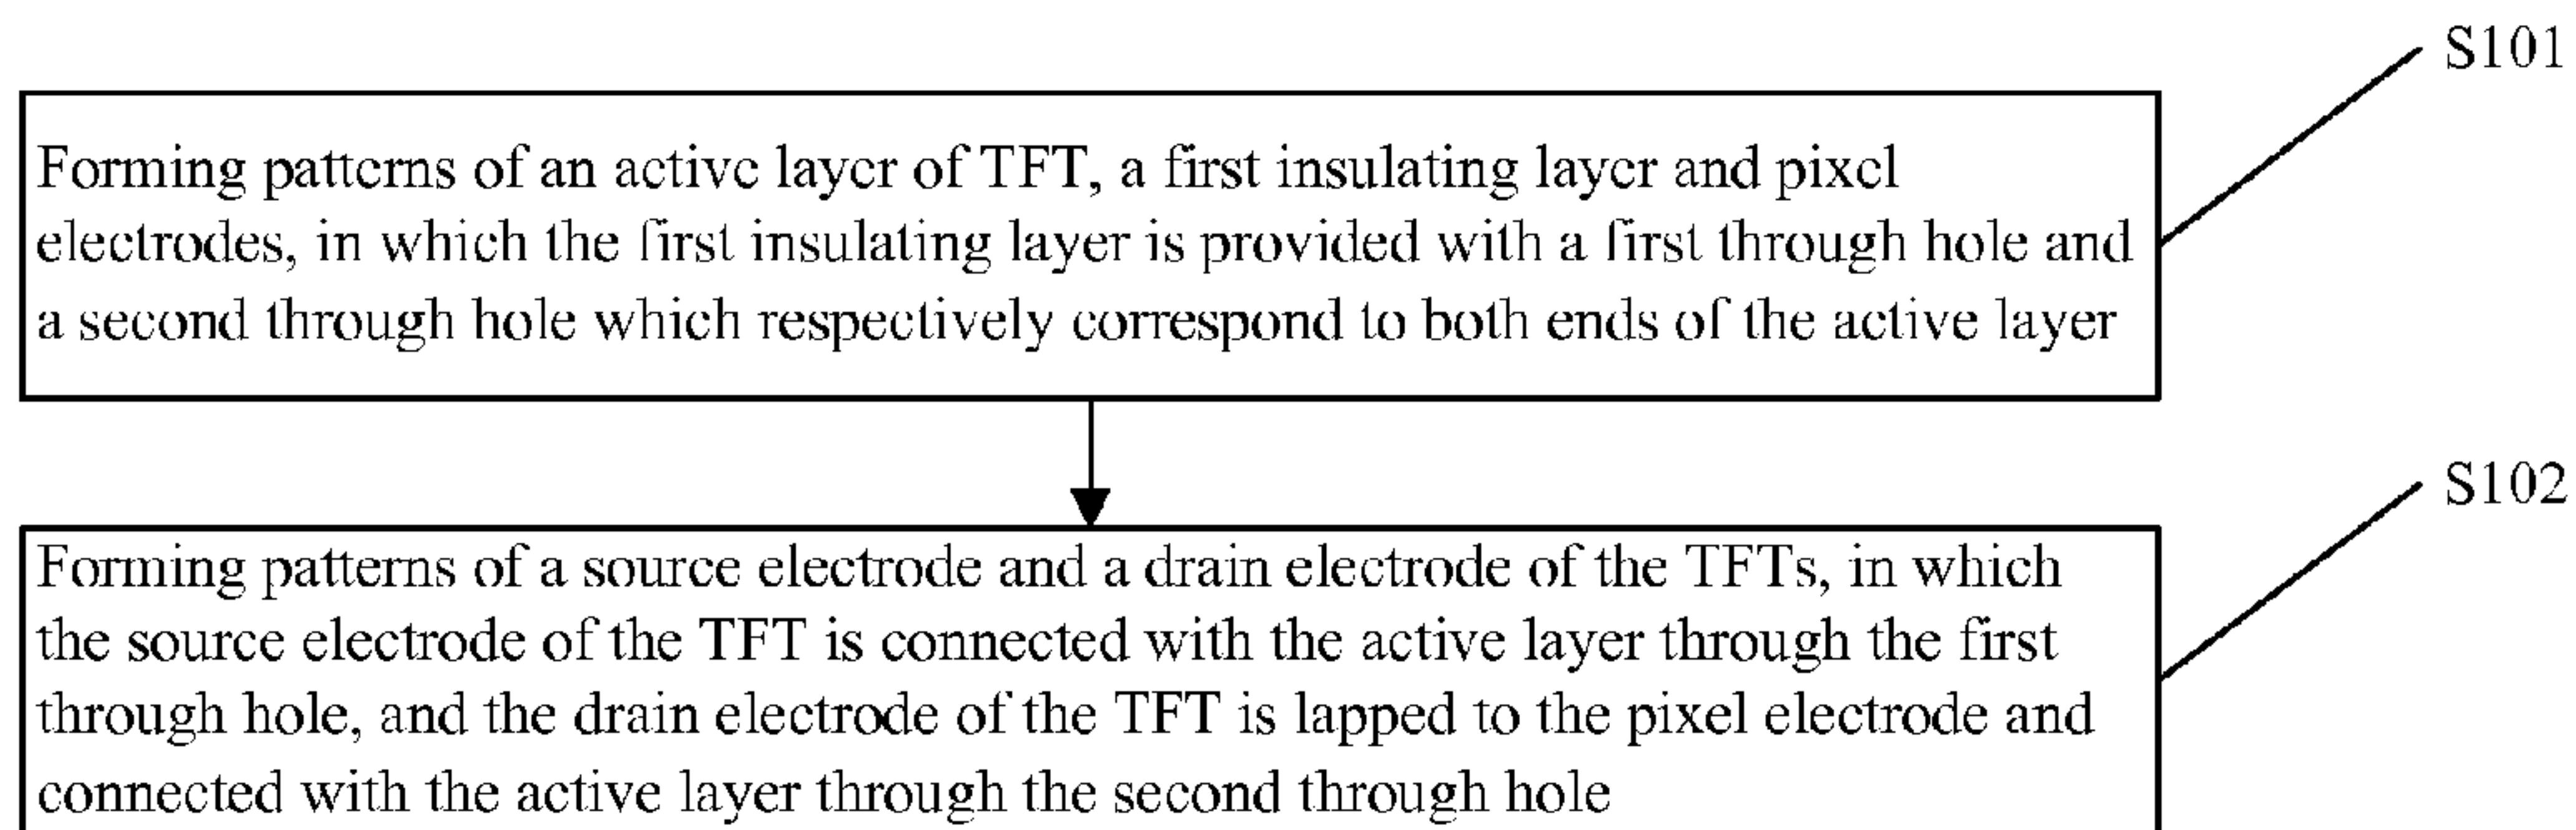 S101
Forming patterns of an active layer of TFT, a first insulating layer and pixel
electrodes, in which the first insulating layer is provided with a first through hole and
a second through hole which respectively correspond to both ends of the active layer
S102
Forming patterns of a source electrode and a drain electrode of the TFTs, in which
the source electrode of the TFT is connected with the active layer through the first
through hole, and the drain electrode of the TFT is lapped to the pixel electrode and
connected with the active layer through the second through hole